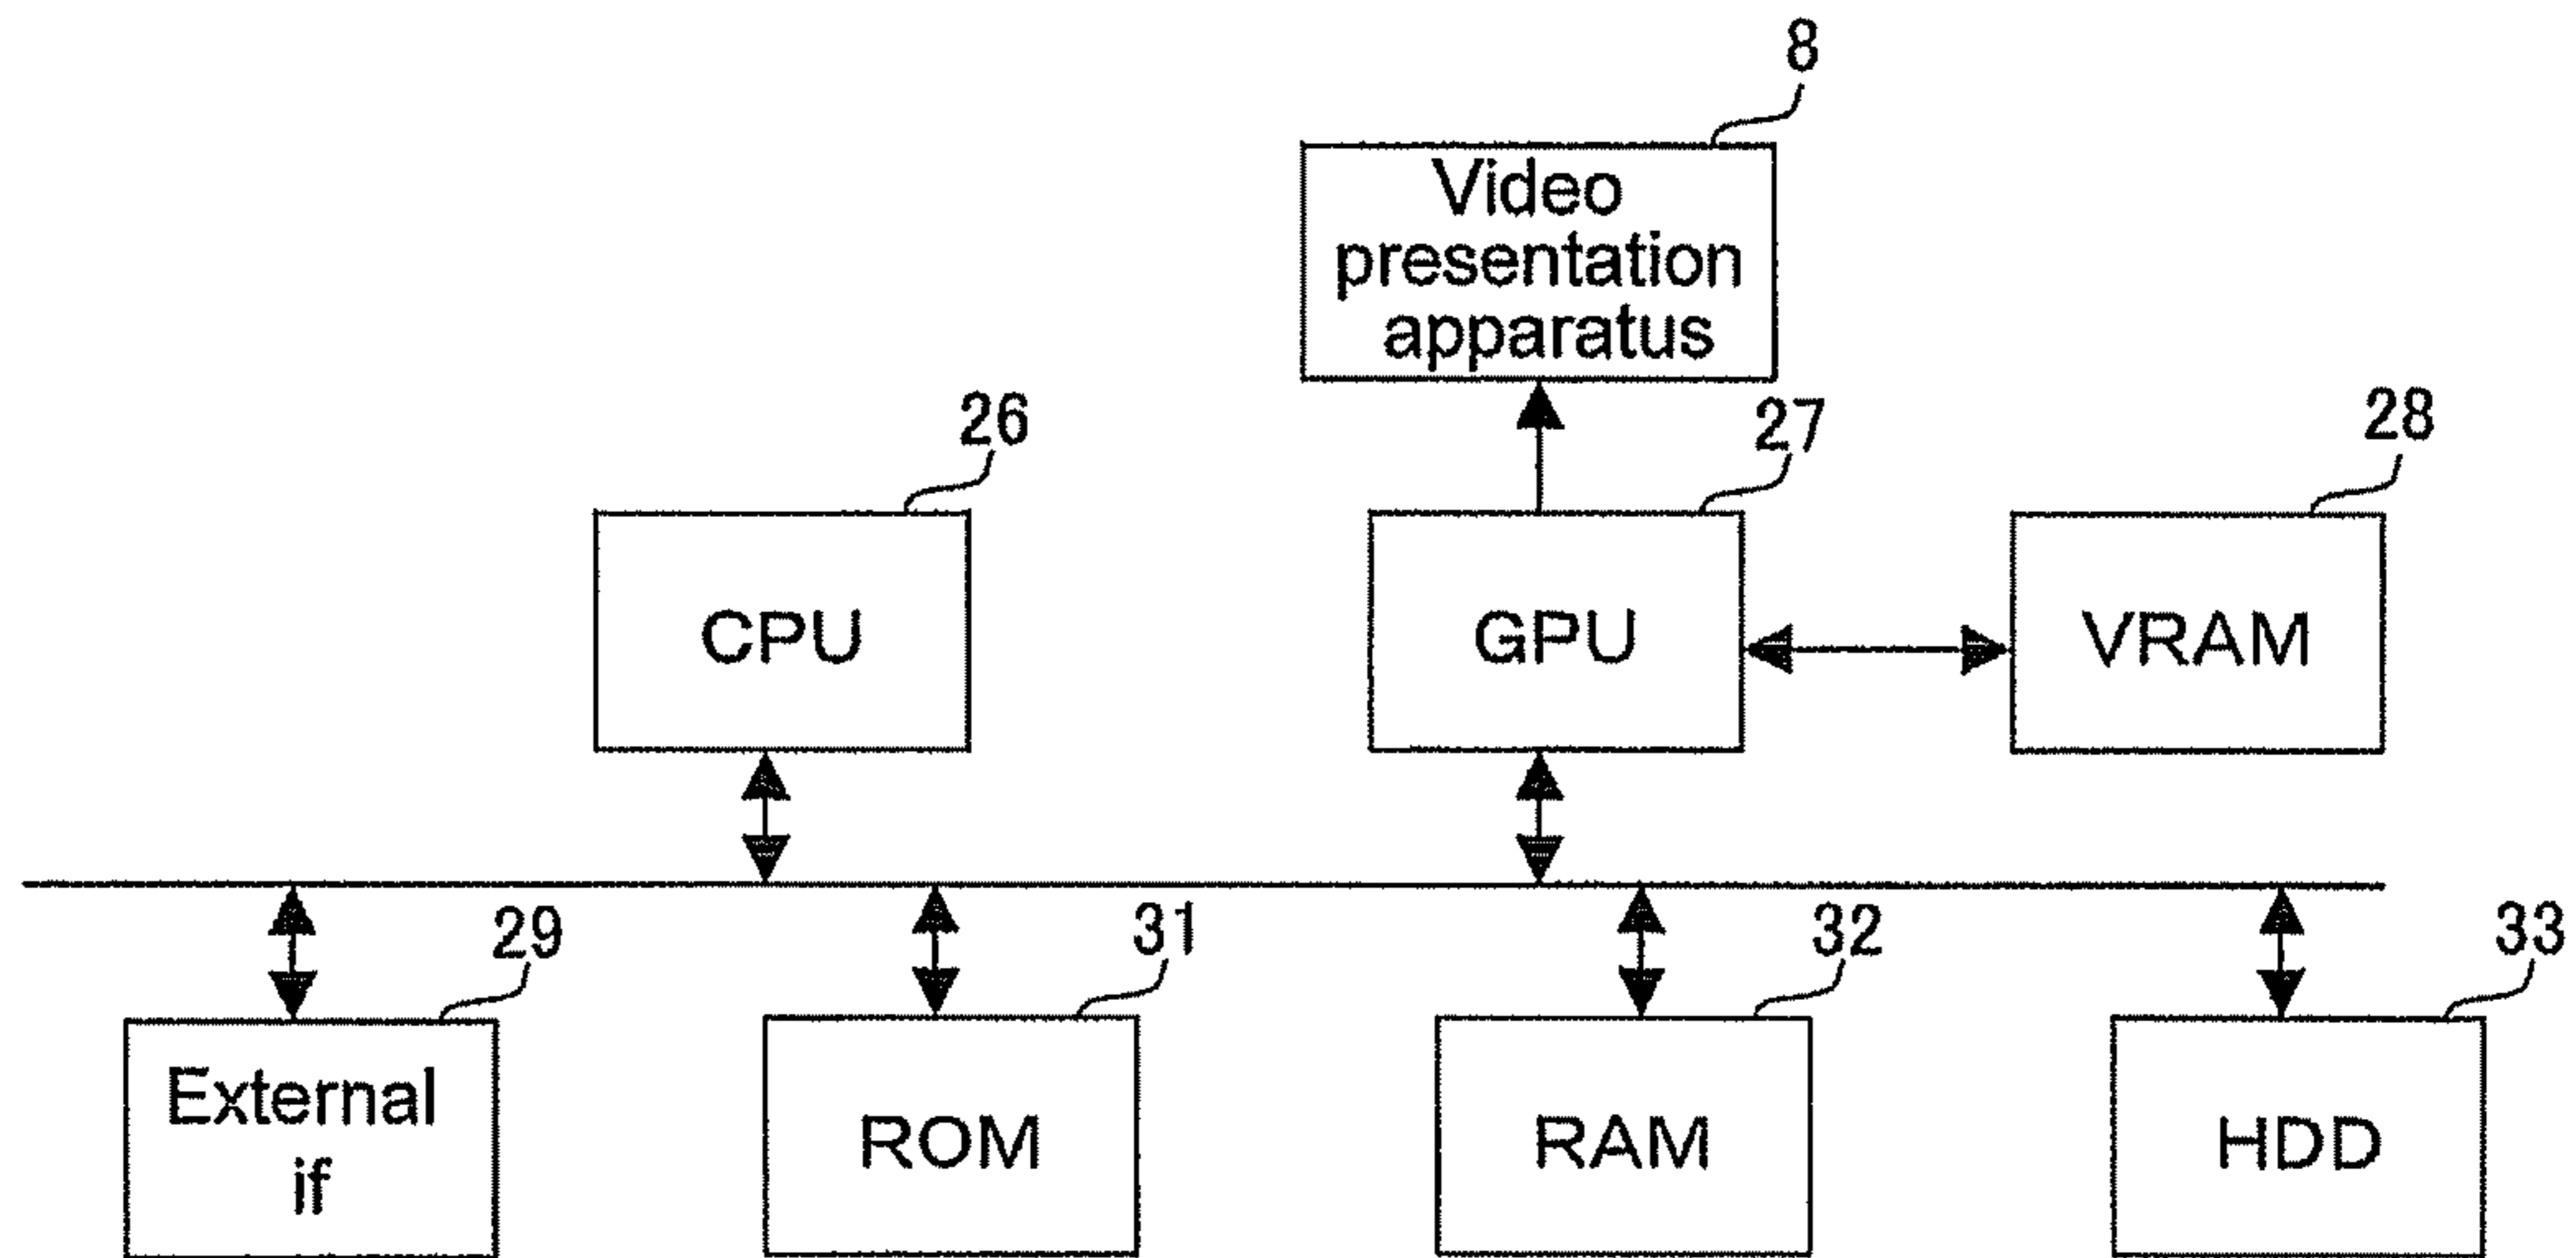 8
Video
presentation
apparatus
26
27
28
CPU
GPU
VRAM
29
31
32
33
External
if
ROM
RAM
HDD